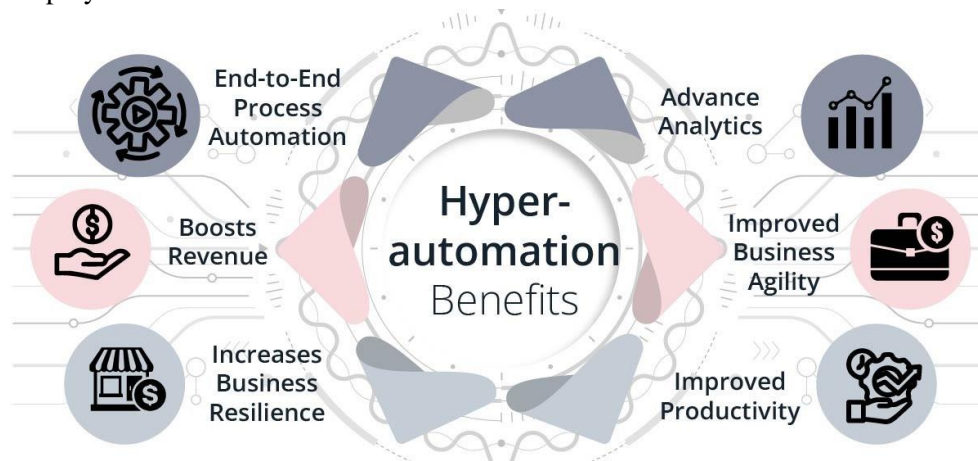 End-to-End
Process
Automation
Boosts
Revenue
Increases
Business
Resilience
Hyper-
automation
Benefits
Advance
Analytics
Improved
Business
Agility
Improved
Productivity